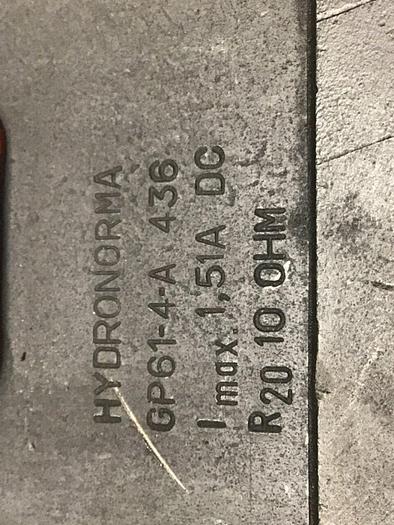 HYDRONORMA
GP61-4-A 436
I max. 1,51A DC
R20 10 OHM